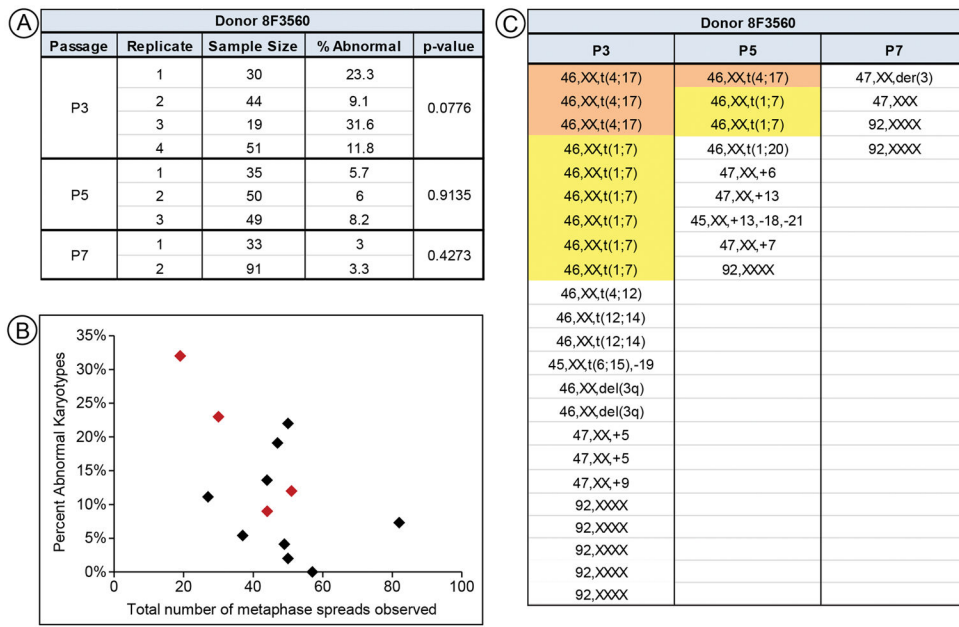 A
Donor 8F3560
Passage Replicate Sample Size % Abnormal p-value
P3 1 30 23.3 0.0776
2 44 9.1
3 19 31.6
4 51 11.8
P5 1 35 5.7 0.9135
2 50 6
3 49 8.2
P7 1 33 3 0.4273
2 91 3.3
B
Percent Abnormal Karyotypes
35%
30%
25%
20%
15%
10%
5%
0%
0 20 40 60 80 100
Total number of metaphase spreads observed
C
Donor 8F3560
P3 P5 P7
46,XX,t(4;17) 46,XX,t(4;17) 47,XX,der(3)
46,XX,t(4;17) 46,XX,t(1;7) 47,XXX
46,XX,t(4;17) 46,XX,t(1;7) 92,XXXX
46,XX,t(1;7) 46,XX,t(1;20) 92,XXXX
46,XX,t(1;7) 47,XX,+6
46,XX,t(1;7) 47,XX,+13
46,XX,t(1;7) 45,XX,+13,-18,-21
46,XX,t(1;7) 47,XX,+7
46,XX,t(1;7) 92,XXXX
46,XX,t(4;12)
46,XX,t(12;14)
46,XX,t(12;14)
45,XX,t(6;15),-19
46,XX,del(3q)
46,XX,del(3q)
47,XX,+5
47,XX,+5
47,XX,+9
92,XXXX
92,XXXX
92,XXXX
92,XXXX
92,XXXX